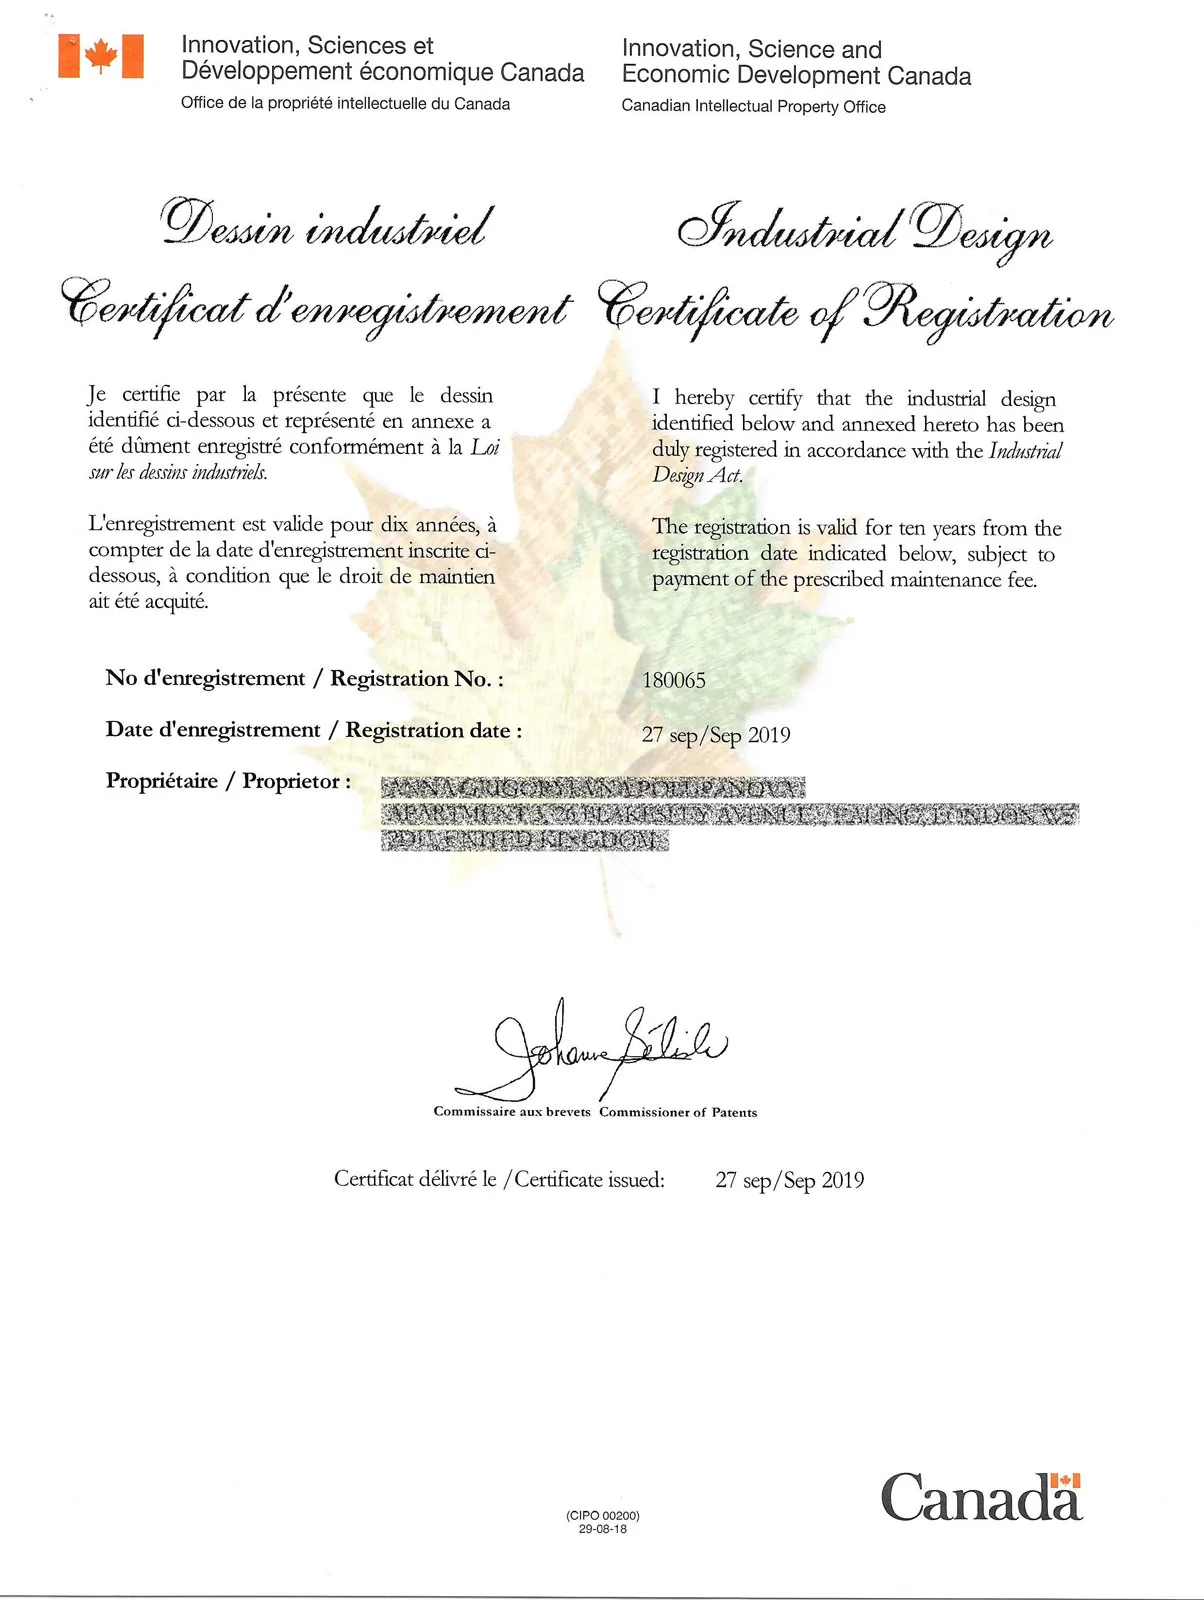 Innovation, Sciences et
Développement économique Canada
Office de la propriété intellectuelle du Canada
Innovation, Science and
Economic Development Canada
Canadian Intellectual Property Office
Dessin industriel
Certificat d'enregistrement
Industrial Design
Certificate of Registration
Je certifie par la présente que le dessin
identifié ci-dessous et représenté en annexe a
été dûment enregistré conformément à la Loi
sur les dessins industriels.
L'enregistrement est valide pour dix années, à
compter de la date d'enregistrement inscrite ci-
dessous, à condition que le droit de maintien
ait été acquité.
I hereby certify that the industrial design
identified below and annexed hereto has been
duly registered in accordance with the Industrial
Design Act.
The registration is valid for ten years from the
registration date indicated below, subject to
payment of the prescribed maintenance fee.
No d'enregistrement / Registration No. : 180065
Date d'enregistrement / Registration date : 27 sep/Sep 2019
Propriétaire / Proprietor :
Johanne Bélisle
Commissaire aux brevets Commissioner of Patents
Certificat délivré le /Certificate issued: 27 sep/Sep 2019
Canada
(CIPO 00200)
29-08-18